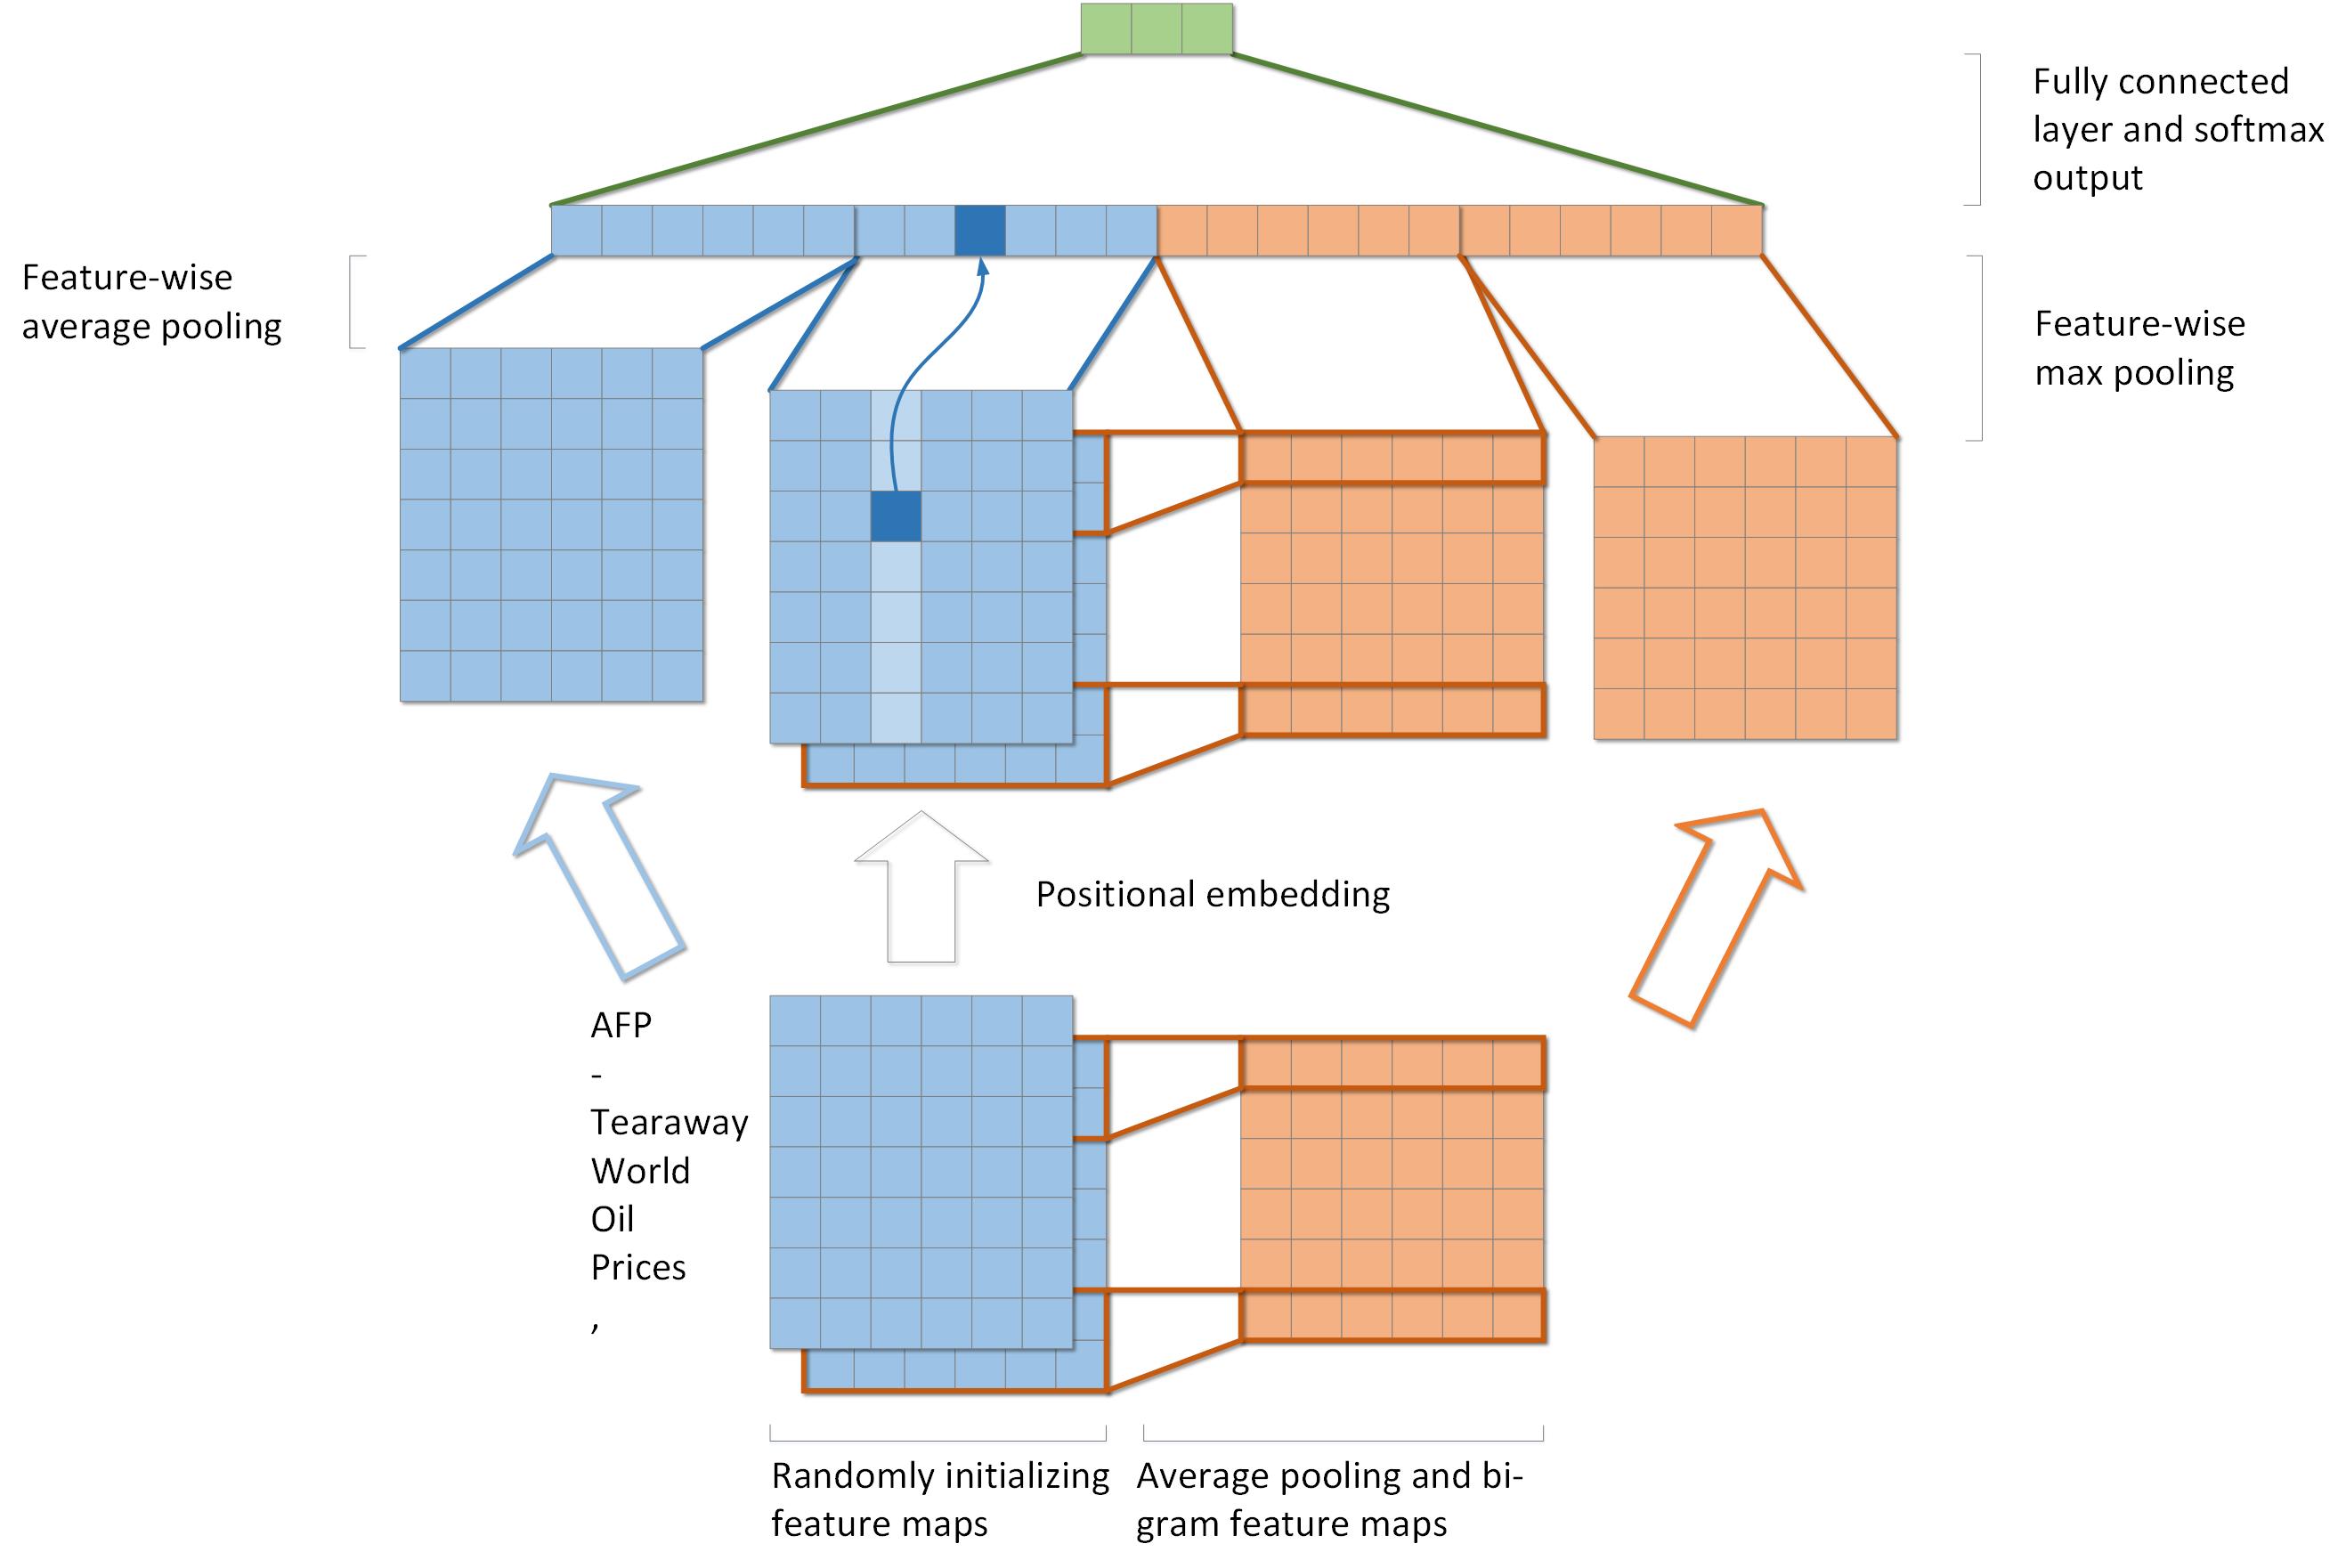 Fully connected
layer and softmax
output
Feature-wise
average pooling
Feature-wise
max pooling
Positional embedding
AFP
-
Tearaway
World
Oil
Prices
,
Randomly initializing
feature maps
Average pooling and bi-
gram feature maps